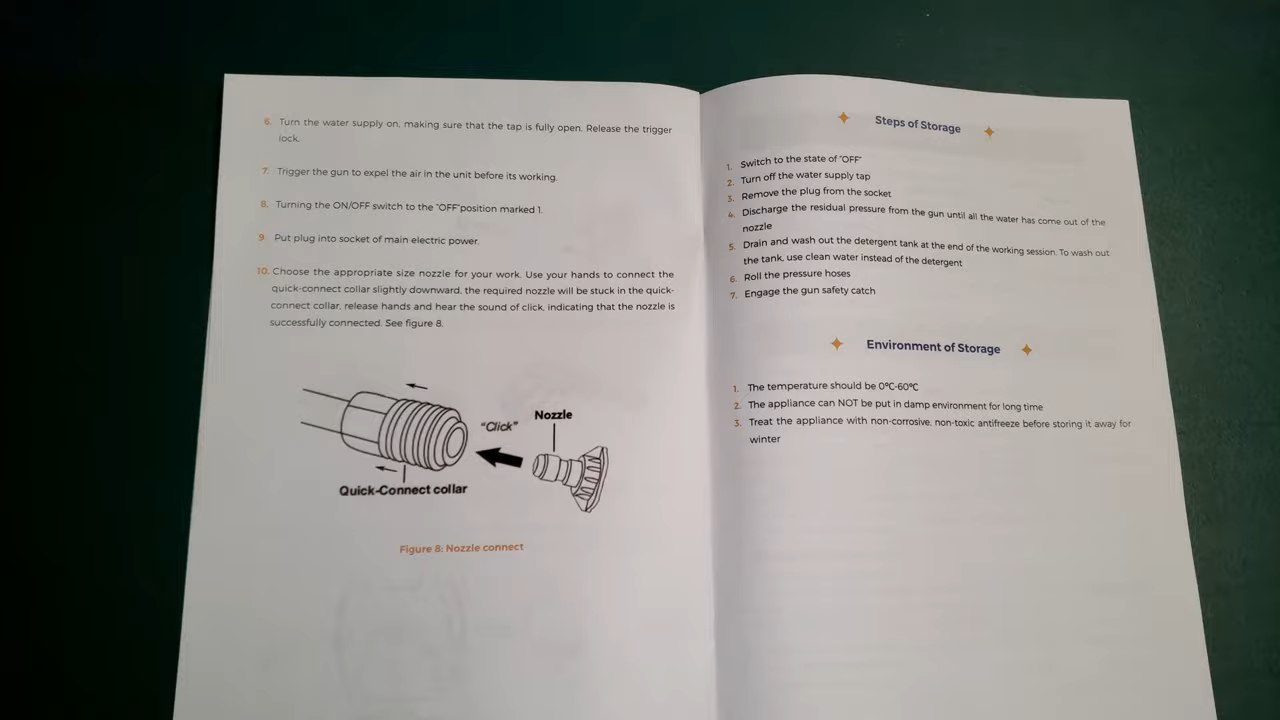 6. Turn the water supply on, making sure that the tap is fully open. Release the trigger
lock.
7. Trigger the gun to expel the air in the unit before its working.
8. Turning the ON/OFF switch to the "OFF"position marked 1.
9. Put plug into socket of main electric power.
10. Choose the appropriate size nozzle for your work. Use your hands to connect the
quick-connect collar slightly downward, the required nozzle will be stuck in the quick-
connect collar, release hands and hear the sound of click, indicating that the nozzle is
successfully connected. See figure 8.
"Click"
Nozzle
Quick-Connect collar
Figure 8: Nozzle connect
Steps of Storage
1. Switch to the state of "OFF"
2. Turn off the water supply tap
3. Remove the plug from the socket
4. Discharge the residual pressure from the gun until all the water has come out of the
nozzle
5. Drain and wash out the detergent tank at the end of the working session. To wash out
the tank, use clean water instead of the detergent
6. Roll the pressure hoses
7. Engage the gun safety catch
Environment of Storage
1. The temperature should be 0℃-60℃
2. The appliance can NOT be put in damp environment for long time
3. Treat the appliance with non-corrosive, non-toxic antifreeze before storing it away for
winter